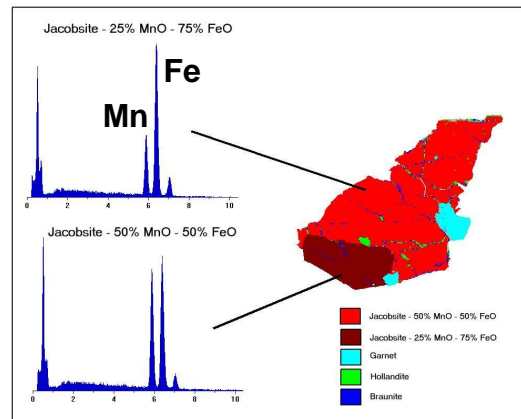 Jacobsite - 25% MnO - 75% FeO
Fe
Mn
0 2 4 6 8 10
Jacobsite - 50% MnO - 50% FeO
0 2 4 6 8 10
Jacobsite - 50% MnO - 50% FeO
Jacobsite - 25% MnO - 75% FeO
Garnet
Hollandite
Braunite